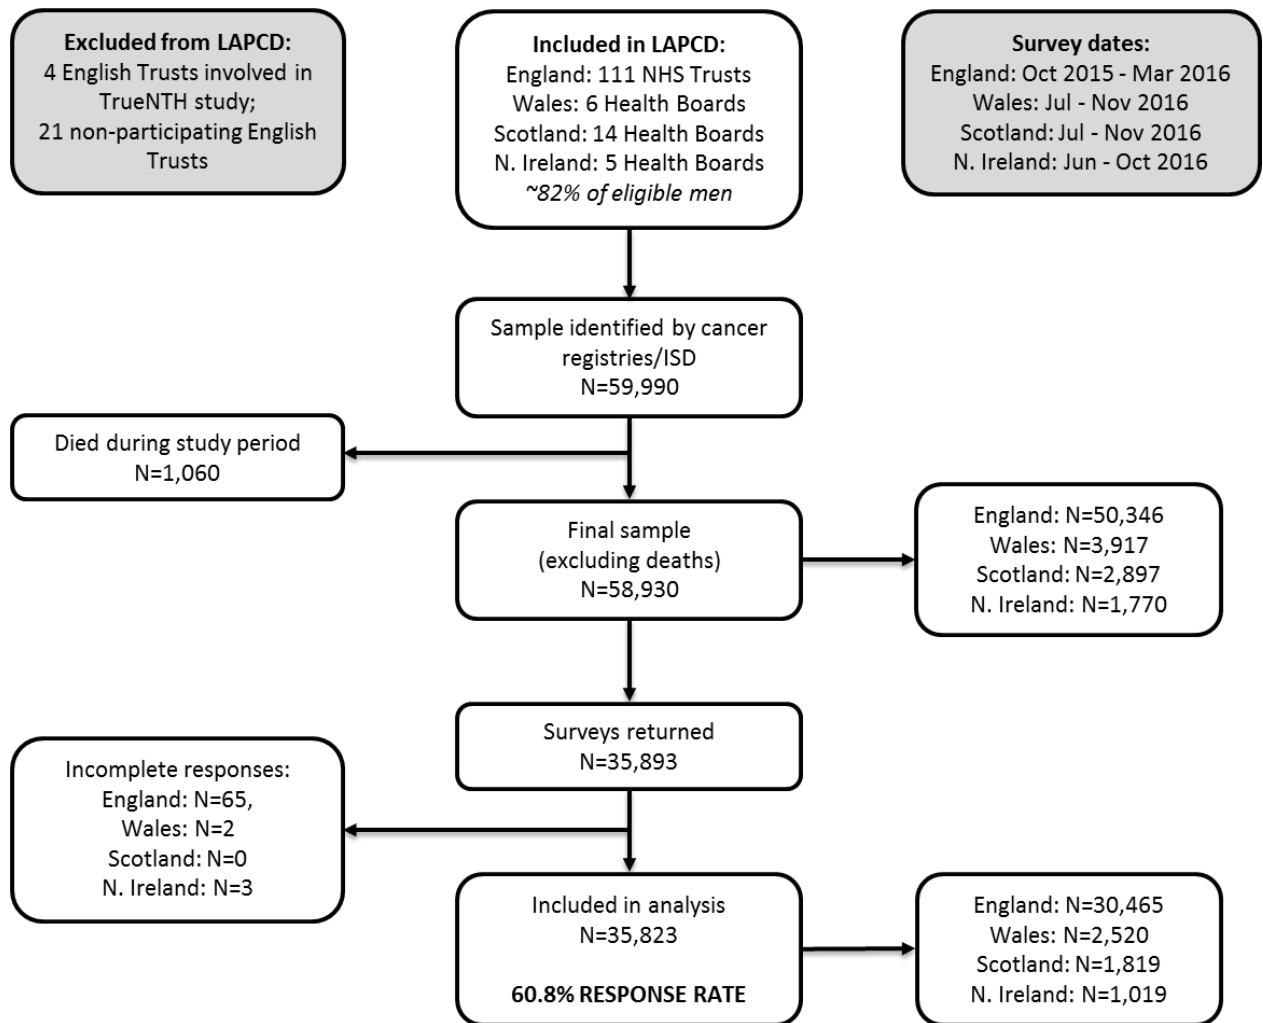 Excluded from LAPCD:
4 English Trusts involved in
TrueNTH study;
21 non-participating English
Trusts
Included in LAPCD:
England: 111 NHS Trusts
Wales: 6 Health Boards
Scotland: 14 Health Boards
N. Ireland: 5 Health Boards
~82% of eligible men
Survey dates:
England: Oct 2015 - Mar 2016
Wales: Jul - Nov 2016
Scotland: Jul - Nov 2016
N. Ireland: Jun - Oct 2016
Sample identified by cancer
registries/ISD
N=59,990
Died during study period
N=1,060
Final sample
(excluding deaths)
N=58,930
England: N=50,346
Wales: N=3,917
Scotland: N=2,897
N. Ireland: N=1,770
Surveys returned
N=35,893
Incomplete responses:
England: N=65,
Wales: N=2
Scotland: N=0
N. Ireland: N=3
Included in analysis
N=35,823
60.8% RESPONSE RATE
England: N=30,465
Wales: N=2,520
Scotland: N=1,819
N. Ireland: N=1,019